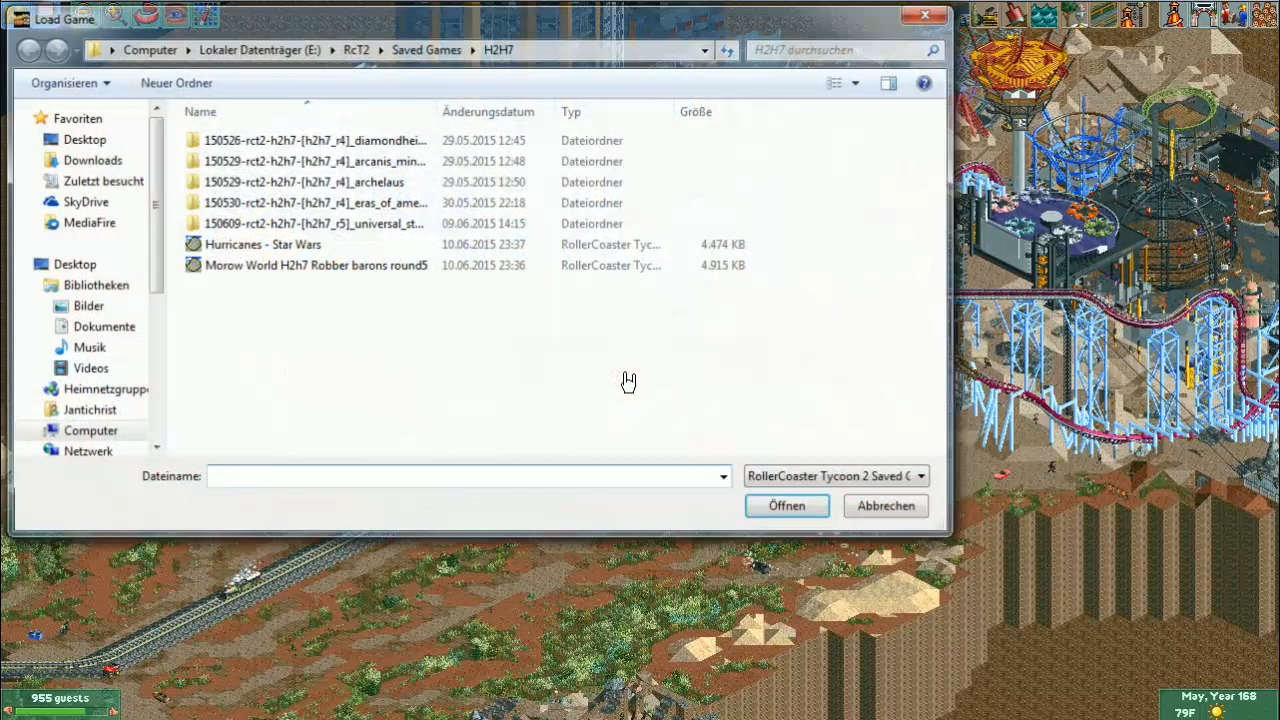 Load Game
Computer Lokaler Datenträger (E:) RcT2 Saved Games H2H7 H2H7 durchsuchen
Organisieren Neuer Ordner
Name Änderungsdatum Typ Größe
Favoriten
Desktop
Downloads
Zuletzt besucht
SkyDrive
MediaFire
Desktop
Bibliotheken
Bilder
Dokumente
Musik
Videos
Heimnetzgruppe
Jantichrist
Computer
Netzwerk
150526-rct2-h2h7-[h2h7_r4]_diamondhei... 29.05.2015 12:45 Dateiordner
150529-rct2-h2h7-[h2h7_r4]_arcanis_min... 29.05.2015 12:48 Dateiordner
150529-rct2-h2h7-[h2h7_r4]_archelaus 29.05.2015 12:50 Dateiordner
150530-rct2-h2h7-[h2h7_r4]_eras_of_ame... 30.05.2015 22:18 Dateiordner
150609-rct2-h2h7-[h2h7_r5]_universal_st... 09.06.2015 14:15 Dateiordner
Hurricanes - Star Wars 10.06.2015 23:37 RollerCoaster Tyc... 4.474 KB
Morow World H2h7 Robber barons round5 10.06.2015 23:36 RollerCoaster Tyc... 4.915 KB
Dateiname: RollerCoaster Tycoon 2 Saved G
Öffnen Abbrechen
955 guests
May, Year 168
79F